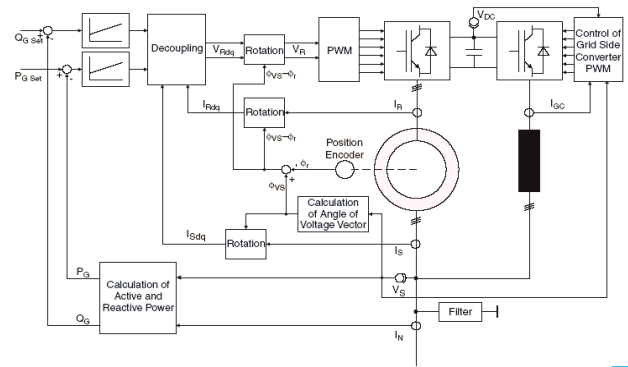 Q_G Set
+
-
P_G Set
+
-
Decoupling
V_Rdq
Rotation
V_R
PWM
V_DC
Control of
Grid Side
Converter
PWM
ϕ_VS–ϕ_r
I_Rdq
Rotation
I_R
I_GC
ϕ_VS–ϕ_r
Position
Encoder
- ϕ_r
+
ϕ_VS
Calculation
of Angle of
Voltage Vector
I_Sdq
Rotation
I_S
P_G
Calculation of
Active and
Reactive Power
V_S
Q_G
Filter
I_N